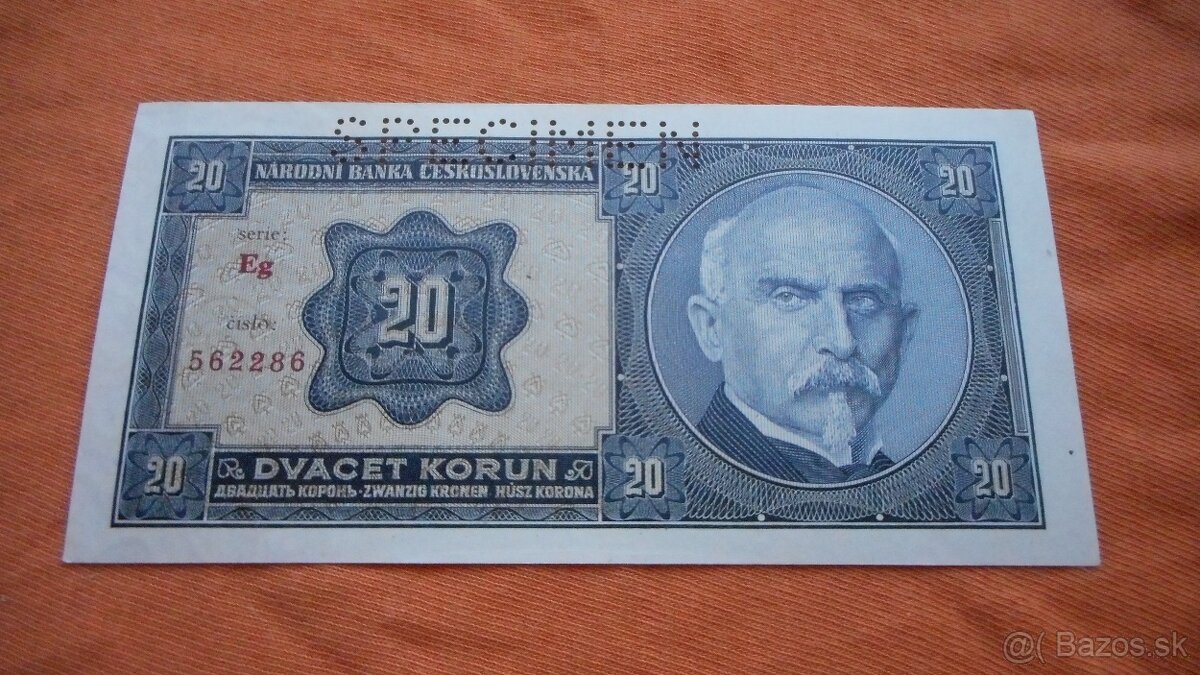 SPECIMEN
20 20 20
NÁRODNÍ BANKA ČESKOSLOVENSKÁ
serie:
Eg
20
číslo:
562286
20 20 20
DVACET KORUN
ДВАДЦАТЬ КОРОНЪ · ZWANZIG KRONEN HÚSZ KORONA
Bazos.sk